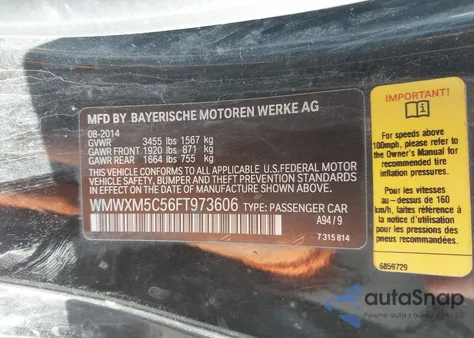 MFD BY BAYERISCHE MOTOREN WERKE AG
08-2014
GVWR 3455 lbs 1567 kg
GAWR FRONT 1920 lbs 871 kg
GAWR REAR 1664 lbs 755 kg
THIS VEHICLE CONFORMS TO ALL APPLICABLE U.S.FEDERAL MOTOR
VEHICLE SAFETY, BUMPER AND THEFT PREVENTION STANDARDS
IN EFFECT ON THE DATE OF MANUFACTURE SHOWN ABOVE.
WMWXM5C56FT973606 TYPE: PASSENGER CAR
A94/9
7 315 814
IMPORTANT!
For speeds above
100mph, please refer to
the Owner's Manual for
recommended tire
inflation pressures.
Pour vitesses au
-dessus de 160
km/h, faites référence à
la notice d'utilisation
pour des pressions des
pneu recommendées.
6859729
autoSnap